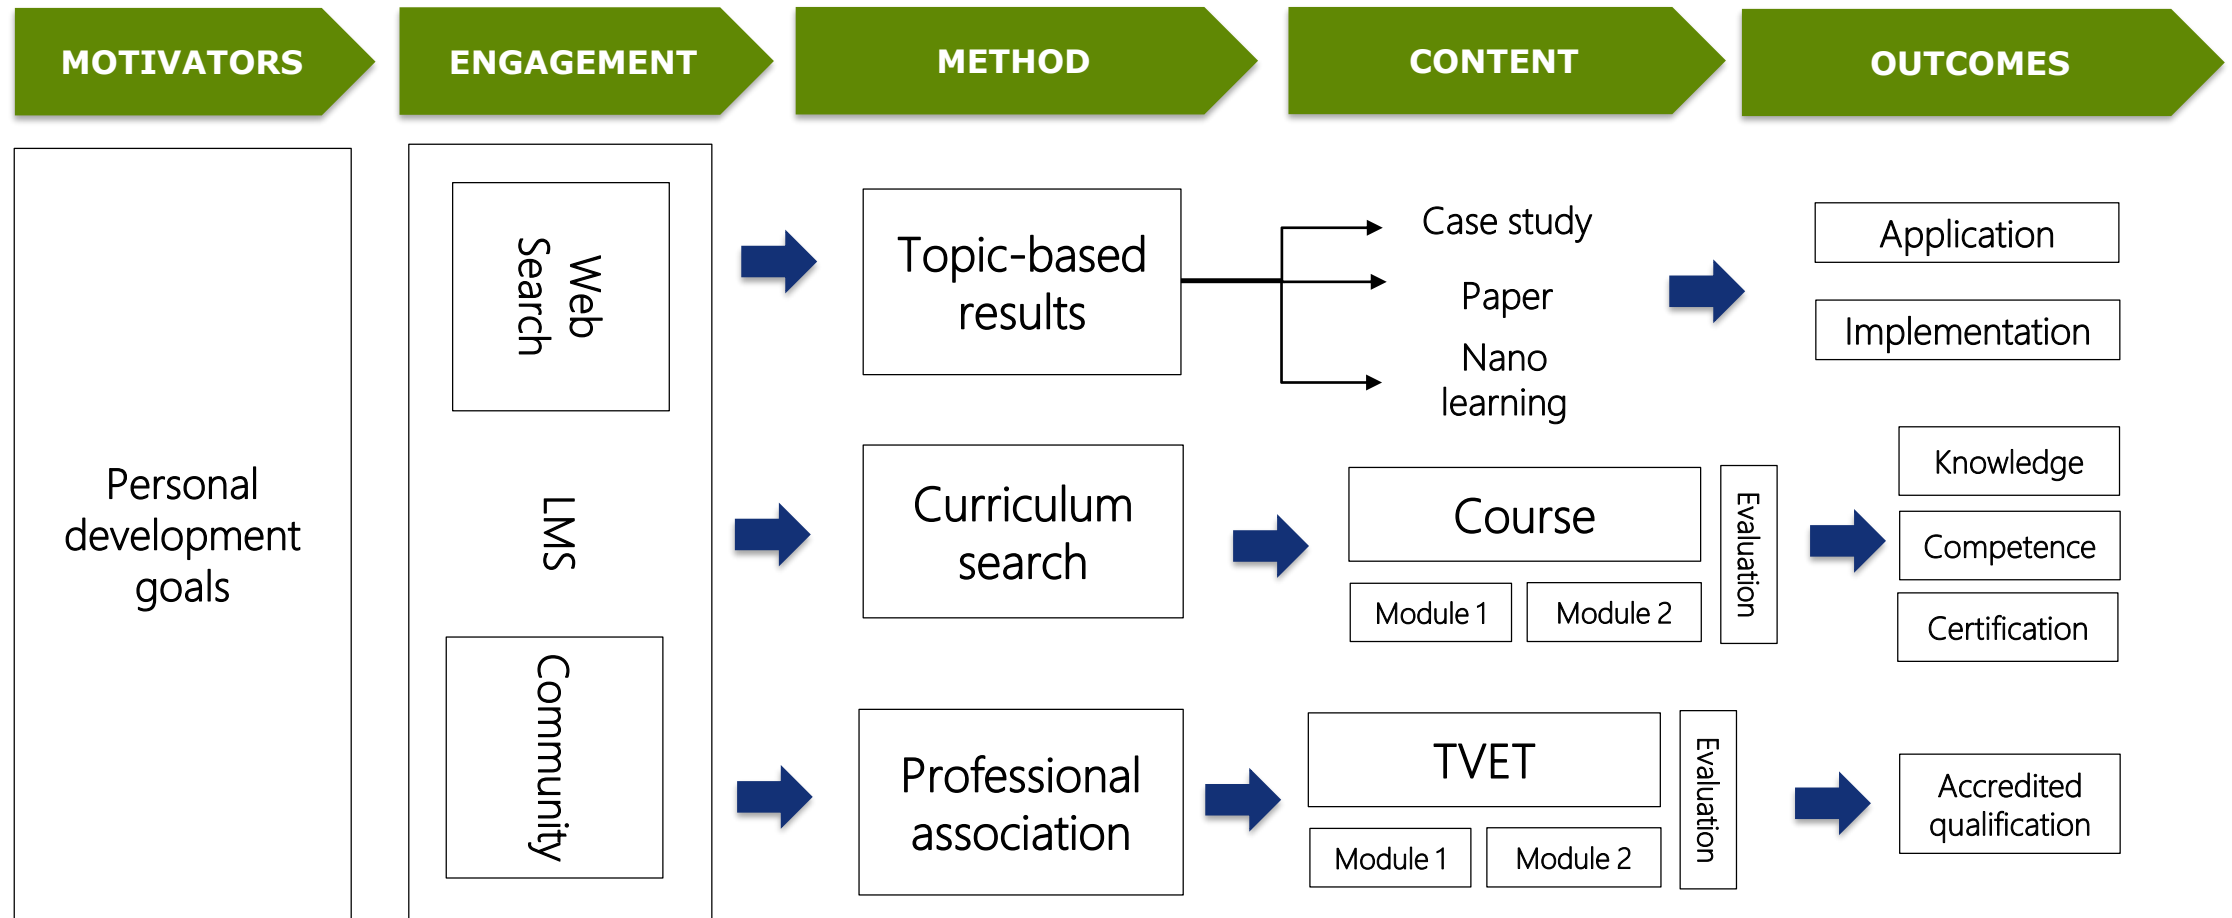 MOTIVATORS
ENGAGEMENT
METHOD
CONTENT
OUTCOMES
Personal
development
goals
Web
Search
LMS
Community
Topic-based
results
Case study
Paper
Nano
learning
Application
Implementation
Curriculum
search
Course
Module 1
Module 2
Evaluation
Knowledge
Competence
Certification
Professional
association
TVET
Module 1
Module 2
Evaluation
Accredited
qualification